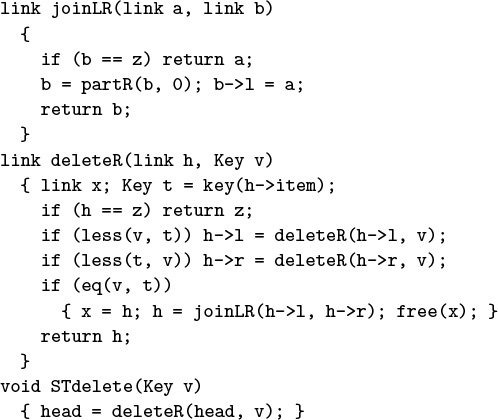 link joinLR(link a, link b)
  {
    if (b == z) return a;
    b = partR(b, 0); b->l = a;
    return b;
  }
link deleteR(link h, Key v)
  { link x; Key t = key(h->item);
    if (h == z) return z;
    if (less(v, t)) h->l = deleteR(h->l, v);
    if (less(t, v)) h->r = deleteR(h->r, v);
    if (eq(v, t))
      { x = h; h = joinLR(h->l, h->r); free(x); }
    return h;
  }
void STdelete(Key v)
  { head = deleteR(head, v); }